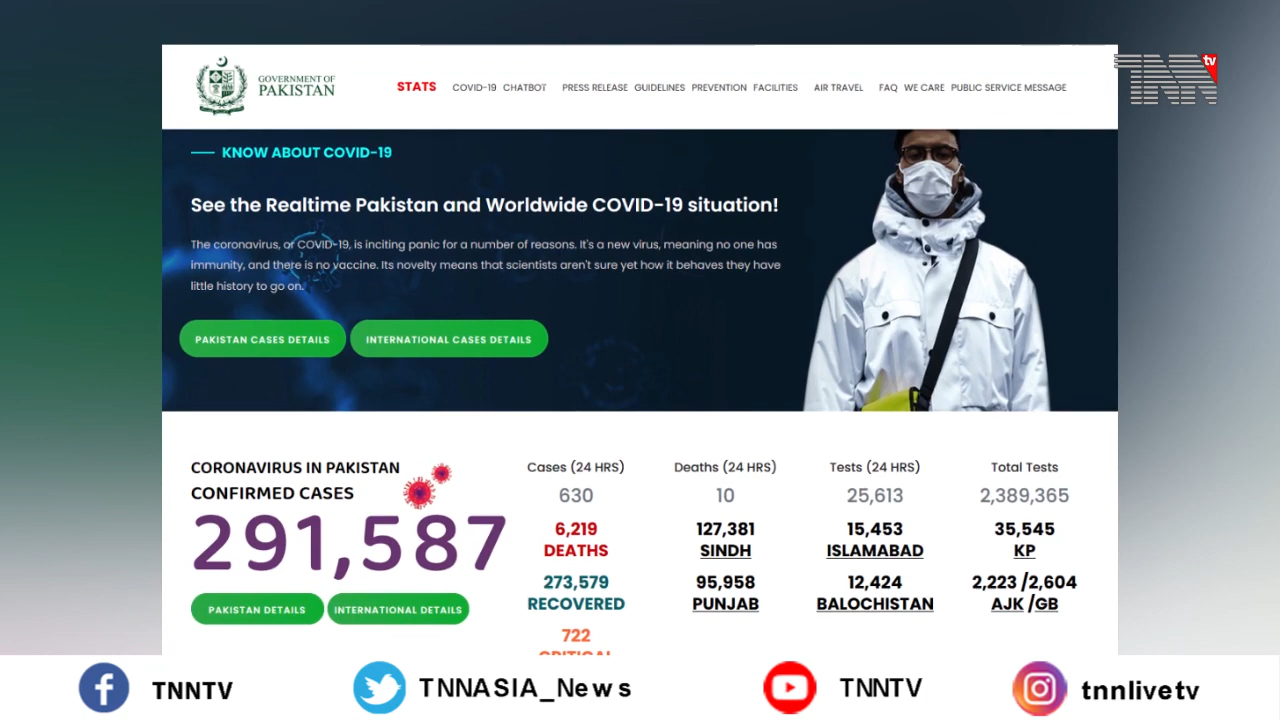 GOVERNMENT OF
PAKISTAN
STATS COVID-19 CHATBOT PRESS RELEASE GUIDELINES PREVENTION FACILITIES AIR TRAVEL FAQ WE CARE PUBLIC SERVICE MESSAGE
TNN tv
KNOW ABOUT COVID-19
See the Realtime Pakistan and Worldwide COVID-19 situation!
The coronavirus, or COVID-19, is inciting panic for a number of reasons. It's a new virus, meaning no one has
immunity, and there is no vaccine. Its novelty means that scientists aren't sure yet how it behaves they have
little history to go on.
PAKISTAN CASES DETAILS INTERNATIONAL CASES DETAILS
CORONAVIRUS IN PAKISTAN
CONFIRMED CASES
291,587
PAKISTAN DETAILS INTERNATIONAL DETAILS
Cases (24 HRS) Deaths (24 HRS) Tests (24 HRS) Total Tests
630 10 25,613 2,389,365
6,219 127,381 15,453 35,545
DEATHS SINDH ISLAMABAD KP
273,579 95,958 12,424 2,223 /2,604
RECOVERED PUNJAB BALOCHISTAN AJK /GB
722
CRITICAL
TNNTV TNNASIA_News TNNTV tnnlivetv